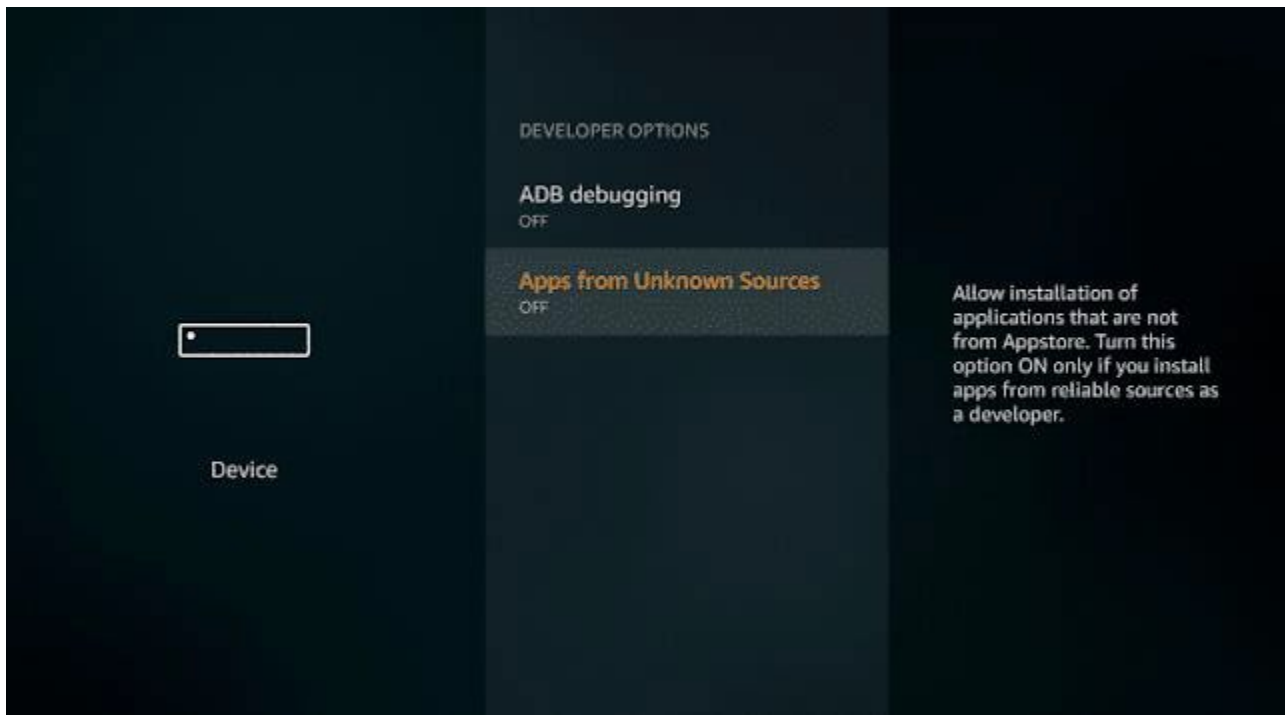 DEVELOPER OPTIONS
ADB debugging
OFF
Apps from Unknown Sources
OFF
Device
Allow installation of
applications that are not
from Appstore. Turn this
option ON only if you install
apps from reliable sources as
a developer.